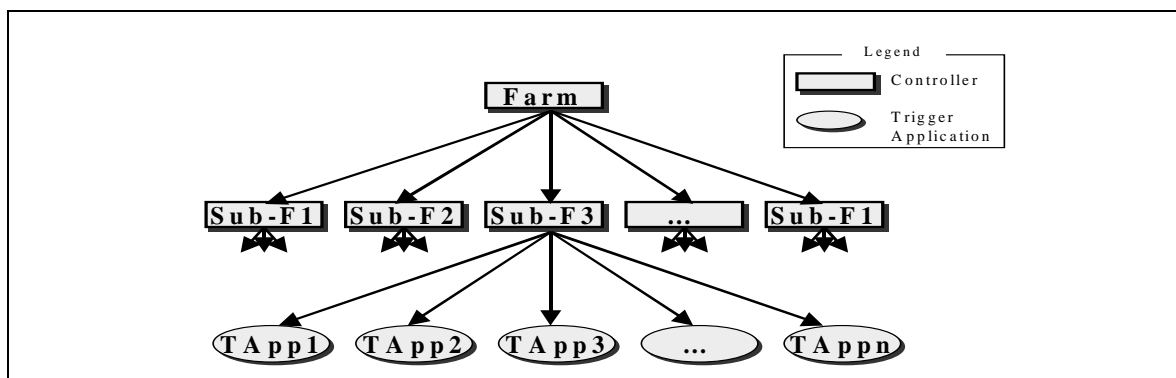 Legend
Controller
Trigger
Application
Farm
Sub-F1 Sub-F2 Sub-F3 ... Sub-F1
TApp1 TApp2 TApp3 ... TAppn